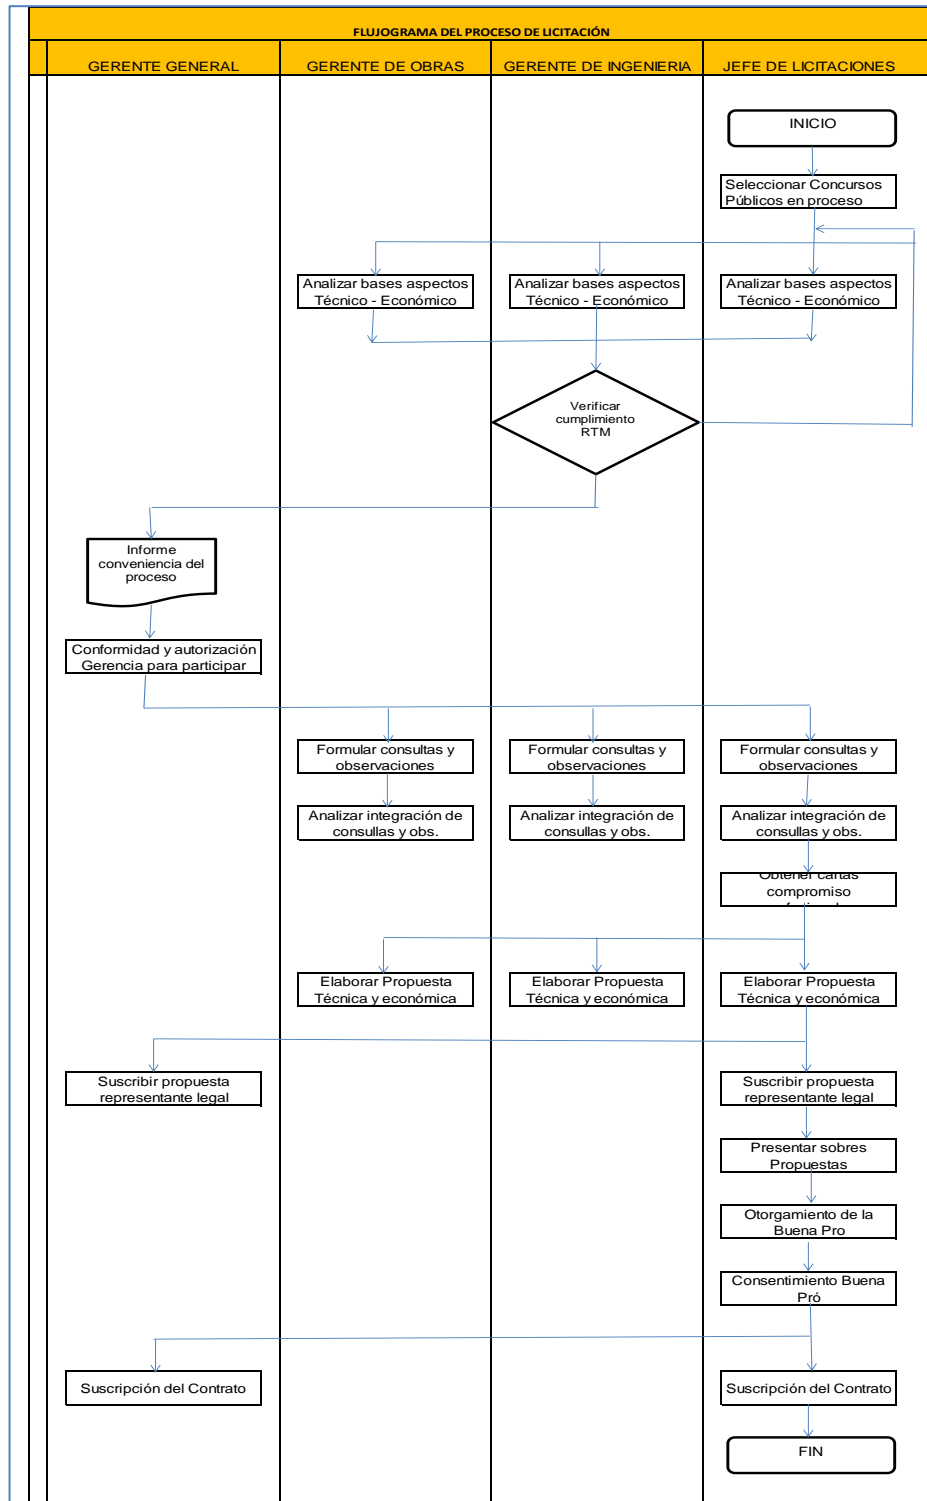 FLUJOGRAMA DEL PROCESO DE LICITACIÓN
GERENTE GENERAL
GERENTE DE OBRAS
GERENTE DE INGENIERIA
JEFE DE LICITACIONES
INICIO
Seleccionar Concursos
Públicos en proceso
Analizar bases aspectos
Técnico - Económico
Analizar bases aspectos
Técnico - Económico
Analizar bases aspectos
Técnico - Económico
Verificar
cumplimiento
RTM
Informe
conveniencia del
proceso
Conformidad y autorización
Gerencia para participar
Formular consultas y
observaciones
Formular consultas y
observaciones
Formular consultas y
observaciones
Analizar integración de
consullas y obs.
Analizar integración de
consullas y obs.
Analizar integración de
consullas y obs.
Obtener cartas
compromiso
Elaborar Propuesta
Técnica y económica
Elaborar Propuesta
Técnica y económica
Elaborar Propuesta
Técnica y económica
Suscribir propuesta
representante legal
Suscribir propuesta
representante legal
Presentar sobres
Propuestas
Otorgamiento de la
Buena Pro
Consentimiento Buena
Pró
Suscripción del Contrato
Suscripción del Contrato
FIN